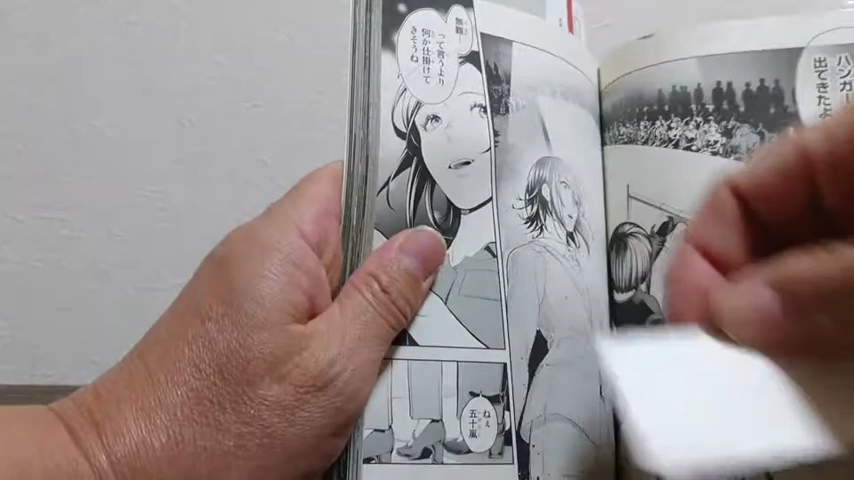 ハンガー
出てきたよ
無難…
って言うより
何か仕掛けて
きそうね
ねぇ
五十嵐